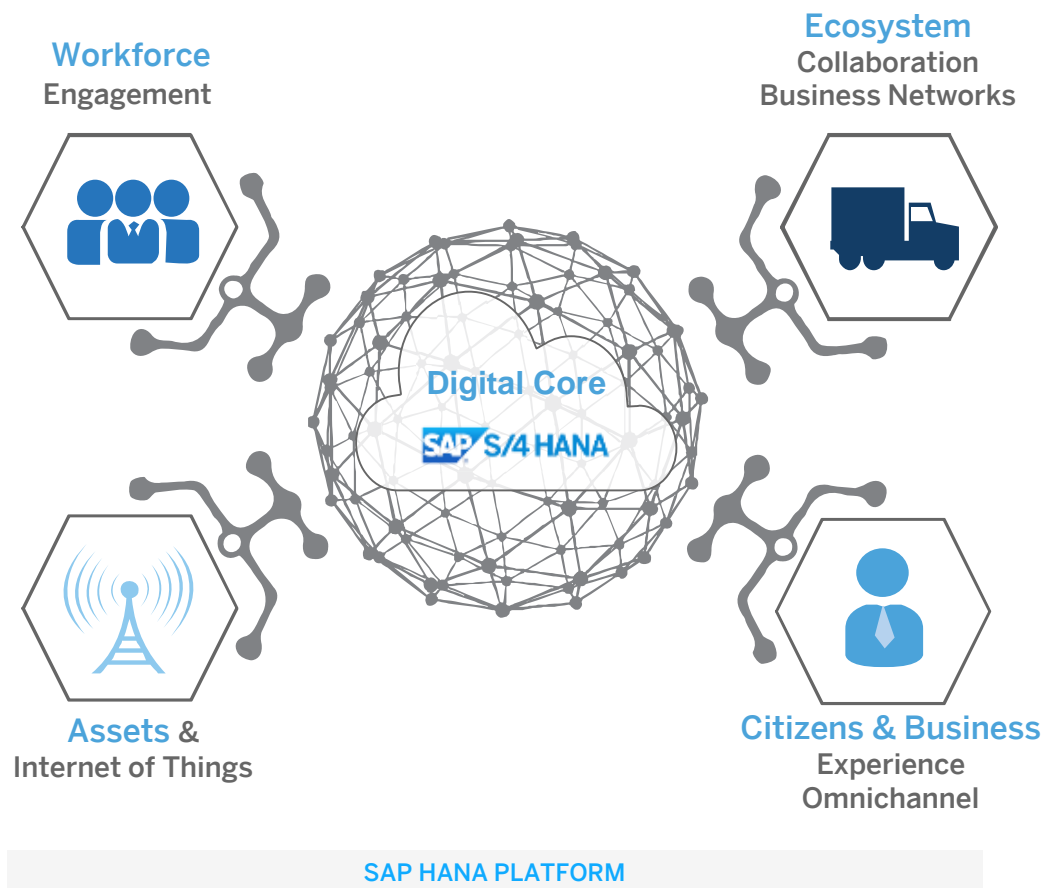 Workforce
Engagement
Ecosystem
Collaboration
Business Networks
Digital Core
SAP S/4 HANA
Assets &
Internet of Things
Citizens & Business
Experience
Omnichannel
SAP HANA PLATFORM